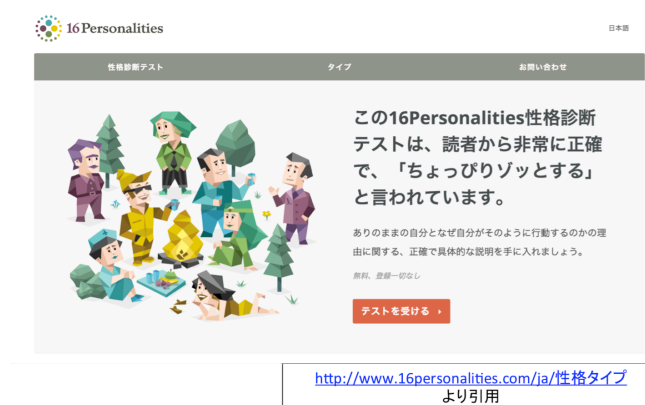 16Personalities
日本語
性格診断テスト
タイプ
お問い合わせ
この16Personalities性格診断
テストは、読者から非常に正確
で、「ちょっぴりゾッとする」
と言われています。
ありのままの自分となぜ自分がそのように行動するのかの理
由に関する、正確で具体的な説明を手に入れましょう。
無料、登録一切なし
テストを受ける
http://www.16personalities.com/ja/性格タイプ
より引用